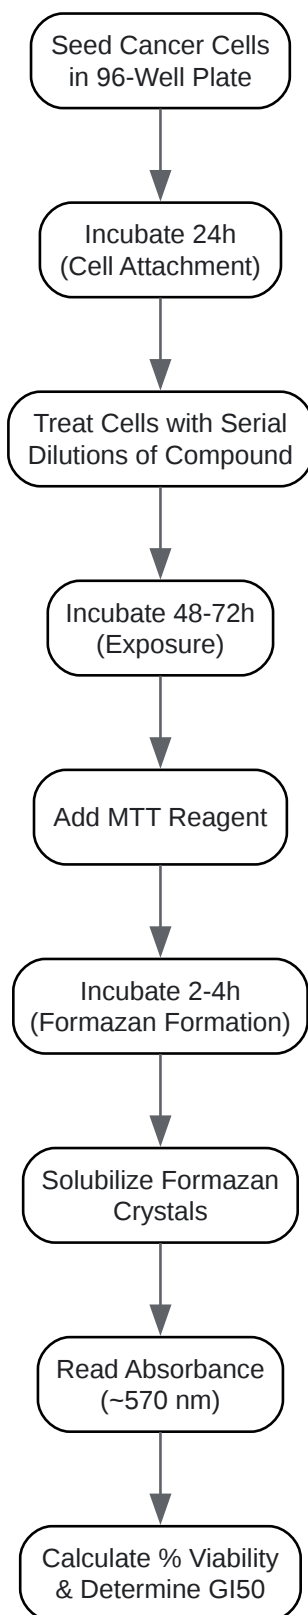 Seed Cancer Cells
in 96-Well Plate
Incubate 24h
(Cell Attachment)
Treat Cells with Serial
Dilutions of Compound
Incubate 48-72h
(Exposure)
Add MTT Reagent
Incubate 2-4h
(Formazan Formation)
Solubilize Formazan
Crystals
Read Absorbance
(~570 nm)
Calculate % Viability
& Determine GI50